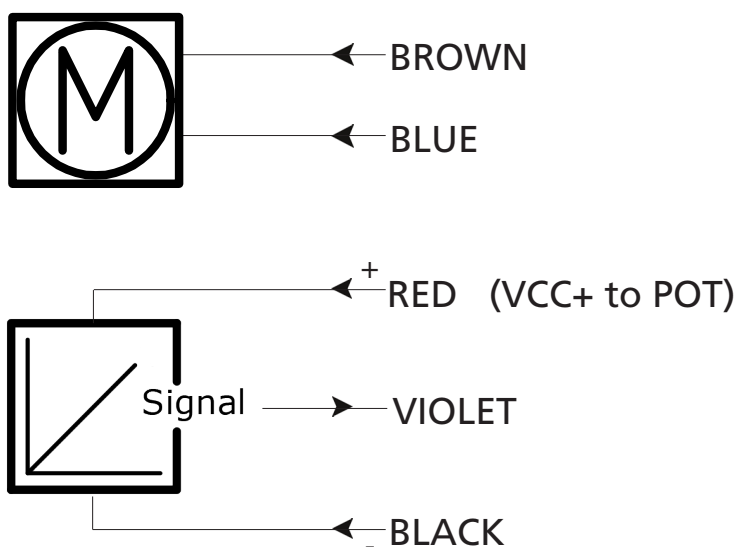 M
BROWN
BLUE
+
RED (VCC+ to POT)
Signal
VIOLET
BLACK